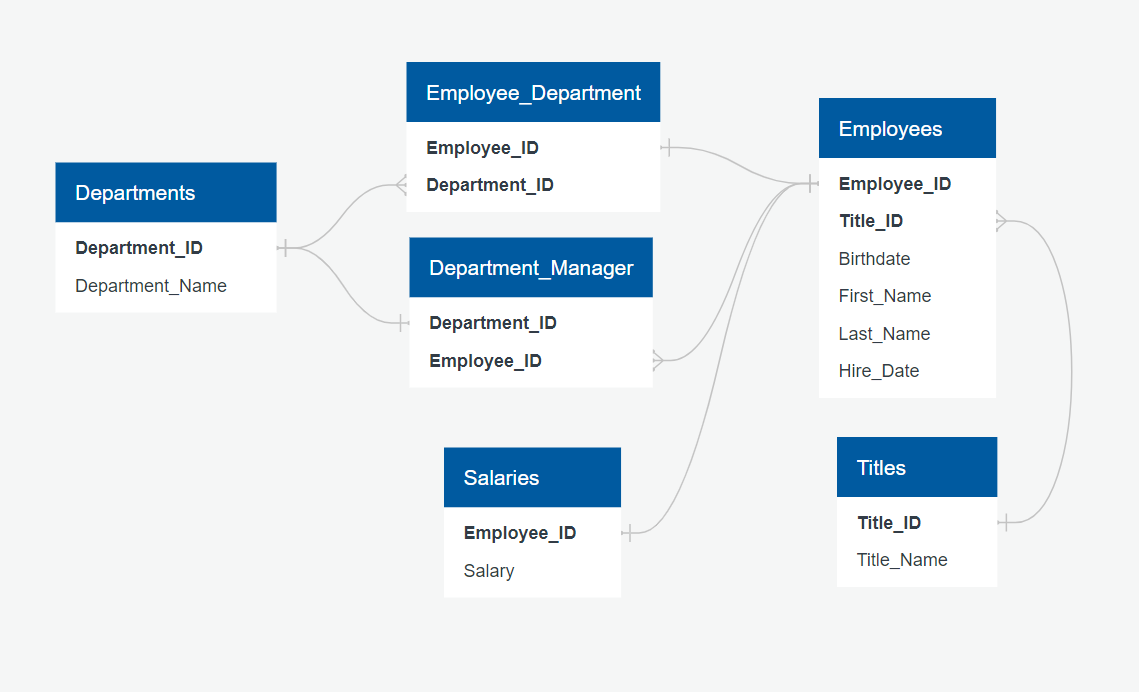 Departments
Department_ID
Department_Name
Employee_Department
Employee_ID
Department_ID
Department_Manager
Department_ID
Employee_ID
Salaries
Employee_ID
Salary
Employees
Employee_ID
Title_ID
Birthdate
First_Name
Last_Name
Hire_Date
Titles
Title_ID
Title_Name